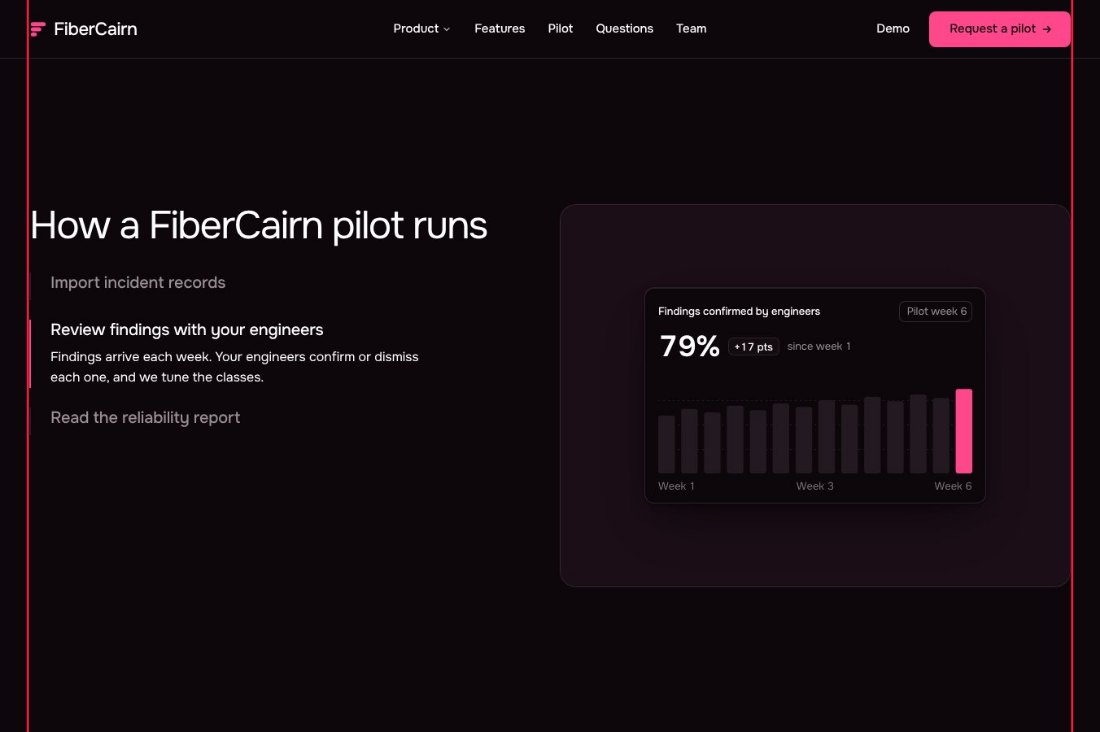 FiberCairn
Product
Features
Pilot
Questions
Team
Demo
Request a pilot →
How a FiberCairn pilot runs
Import incident records
Review findings with your engineers
Findings arrive each week. Your engineers confirm or dismiss
each one, and we tune the classes.
Read the reliability report
Findings confirmed by engineers
Pilot week 6
79%
+17 pts
since week 1
Week 1
Week 3
Week 6